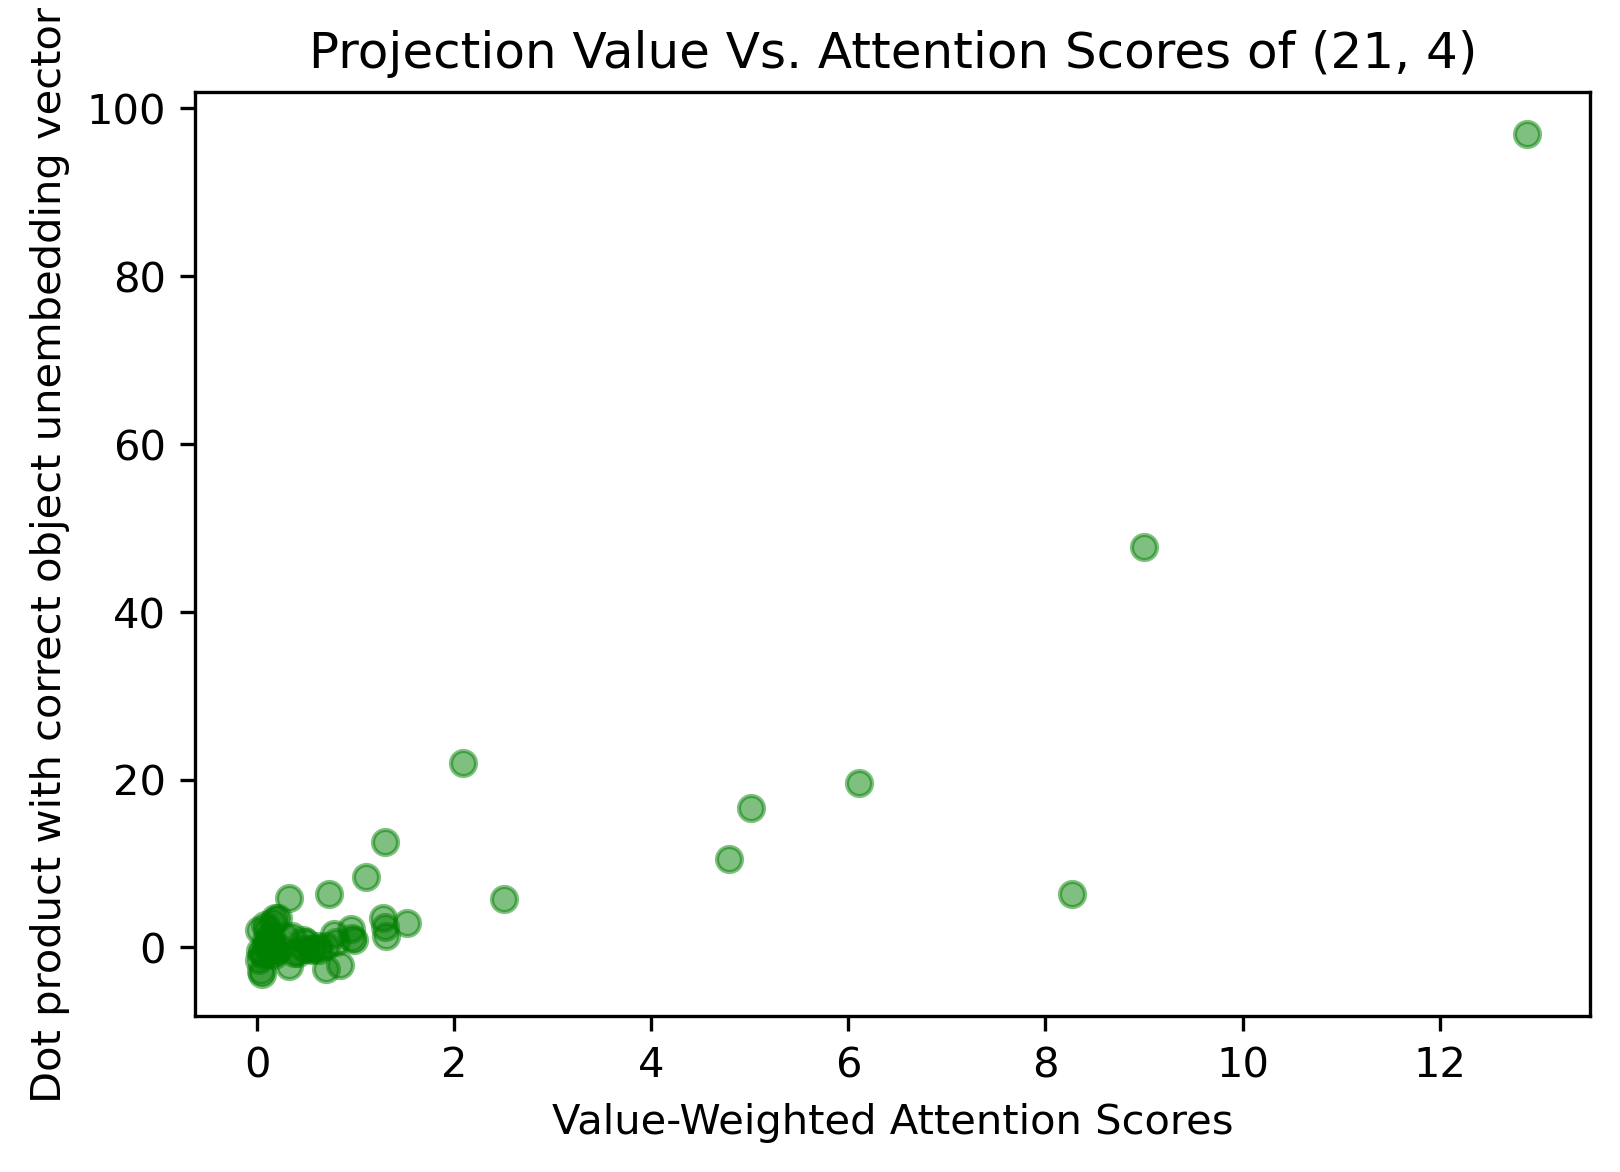 Projection Value Vs. Attention Scores of (21, 4)
Dot product with correct object unembedding vector
100
80
60
40
20
0
0 2 4 6 8 10 12
Value-Weighted Attention Scores